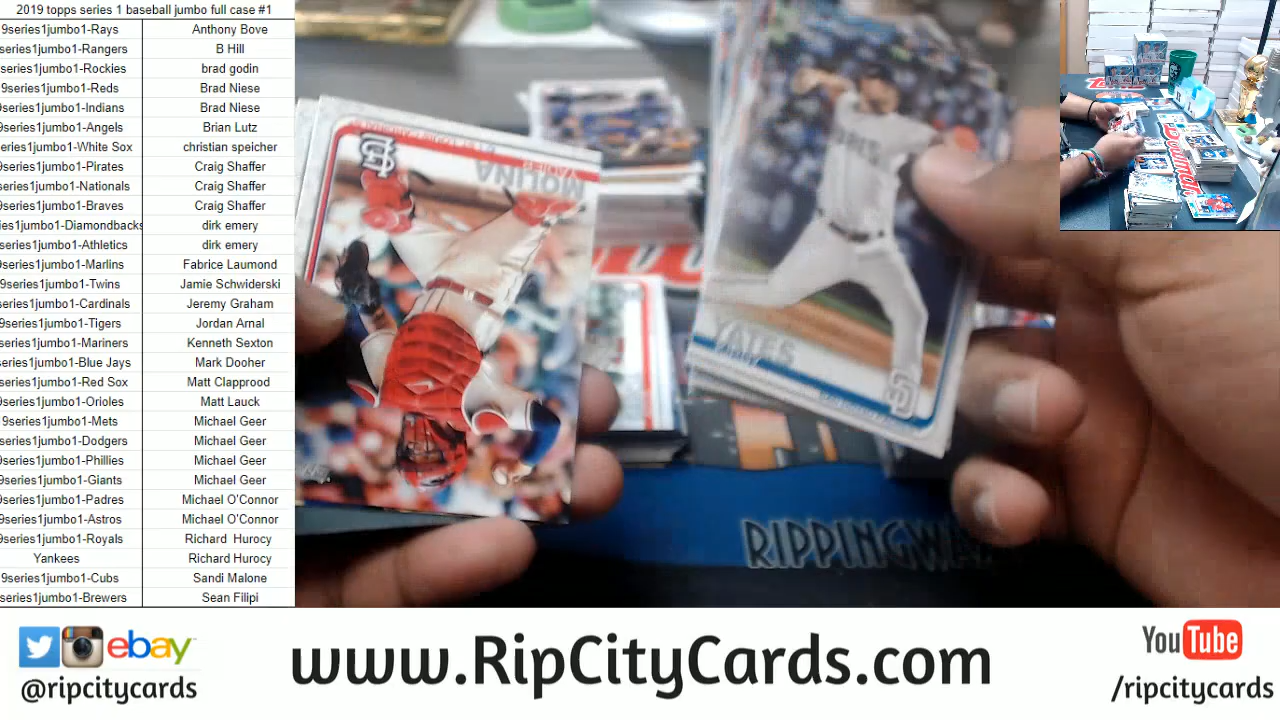 2019 topps series 1 baseball jumbo full case #1
9series1jumbo1-Rays Anthony Bove
series1jumbo1-Rangers B Hill
series1jumbo1-Rockies brad godin
9series1jumbo1-Reds Brad Niese
series1jumbo1-Indians Brad Niese
series1jumbo1-Angels Brian Lutz
series1jumbo1-White Sox christian speicher
9series1jumbo1-Pirates Craig Shaffer
series1jumbo1-Nationals Craig Shaffer
9series1jumbo1-Braves Craig Shaffer
ies1jumbo1-Diamondbacks dirk emery
series1jumbo1-Athletics dirk emery
series1jumbo1-Marlins Fabrice Laumond
9series1jumbo1-Twins Jamie Schwiderski
series1jumbo1-Cardinals Jeremy Graham
9series1jumbo1-Tigers Jordan Arnal
series1jumbo1-Mariners Kenneth Sexton
series1jumbo1-Blue Jays Mark Dooher
series1jumbo1-Red Sox Matt Clapprood
series1jumbo1-Orioles Matt Lauck
9series1jumbo1-Mets Michael Geer
series1jumbo1-Dodgers Michael Geer
9series1jumbo1-Phillies Michael Geer
9series1jumbo1-Giants Michael Geer
9series1jumbo1-Padres Michael O'Connor
9series1jumbo1-Astros Michael O'Connor
9series1jumbo1-Royals Richard Hurocy
Yankees Richard Hurocy
9series1jumbo1-Cubs Sandi Malone
series1jumbo1-Brewers Sean Filipi
YADIER
MOLINA
YATES
SD
RIPPINGWA
Bowman
ebay
@ripcitycards
www.RipCityCards.com
YouTube
/ripcitycards